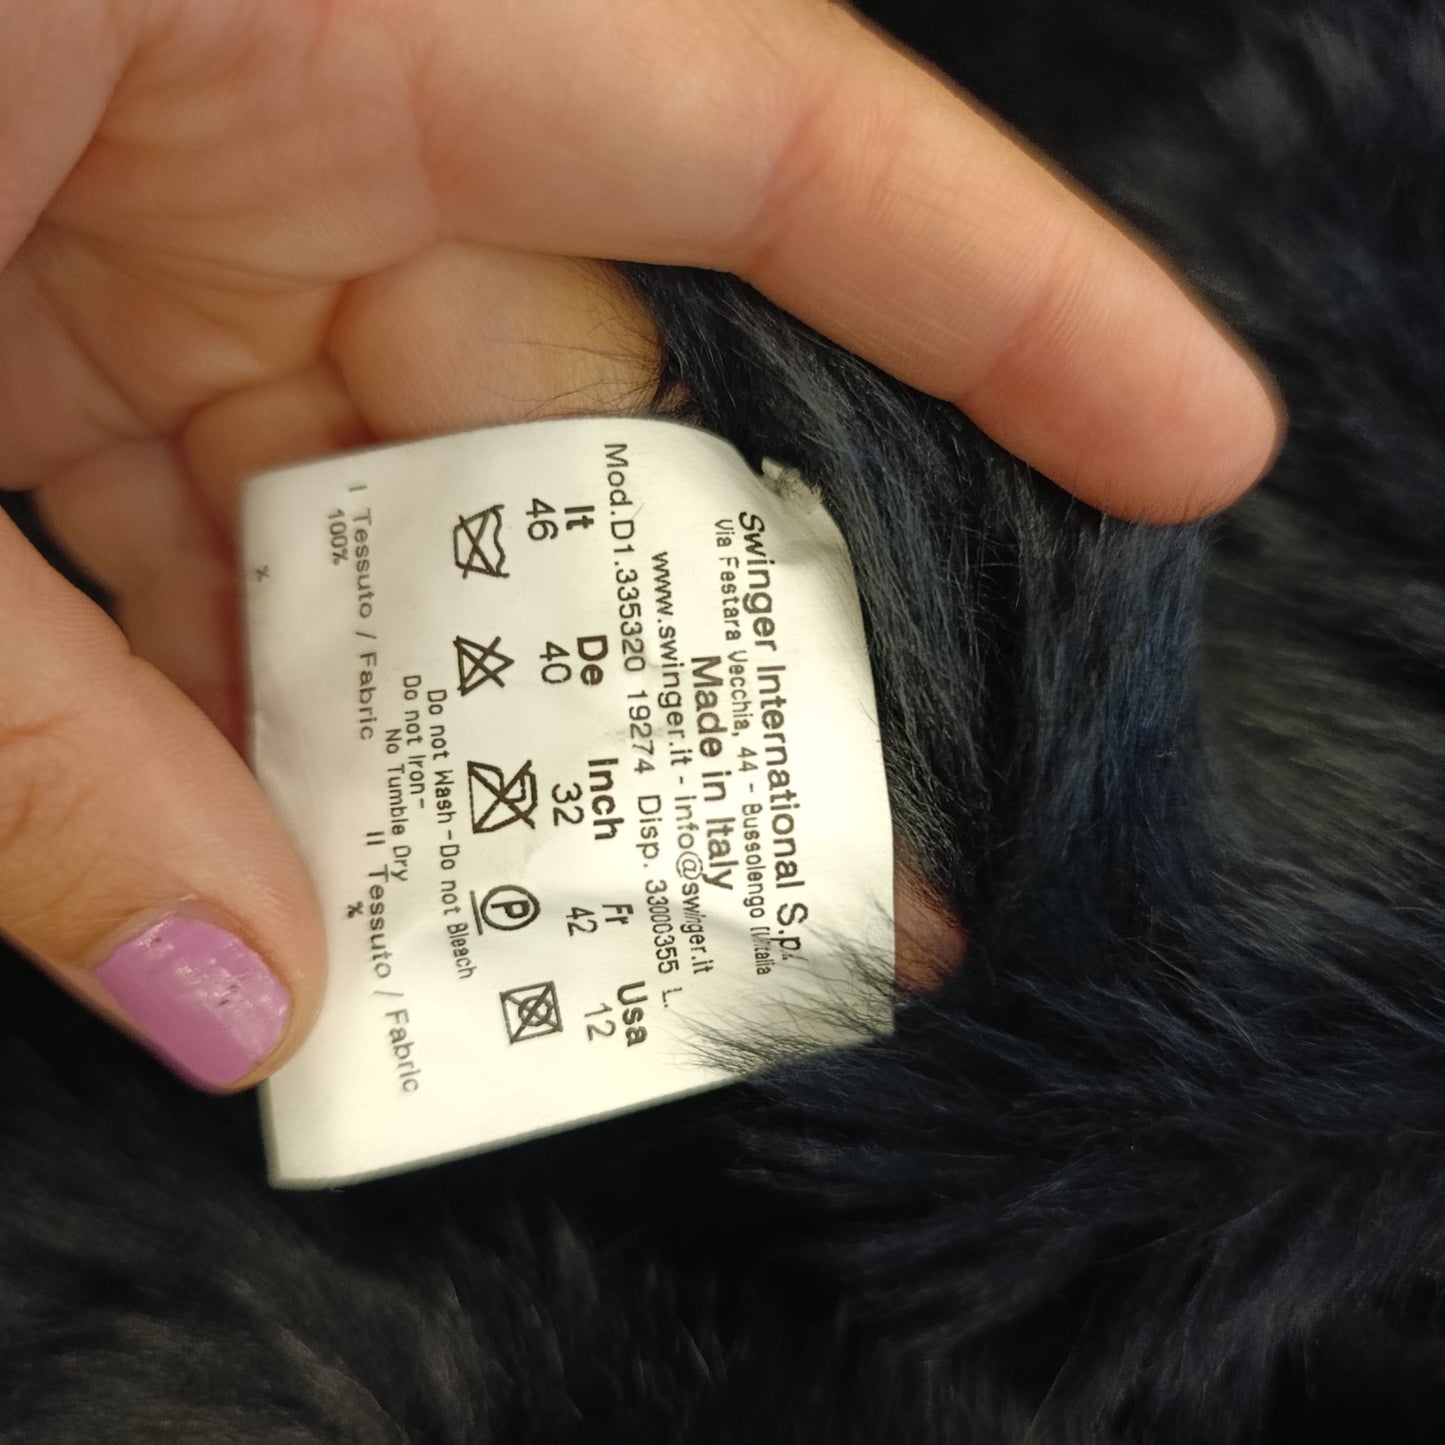 Swinger International S.p.
Via Festara Vecchia, 44 - Bussolengo
Made in Italy
www.swinger.it - info@swinger.it
Mod.D1.335320 19274 Disp. 3300355 L.
It De Inch Fr Usa
46 40 32 42 12
P
Do not Wash -Do not Bleach
Do not Iron-
No Tumble Dry
I Tessuto / Fabric II Tessuto / Fabric
100% %
%